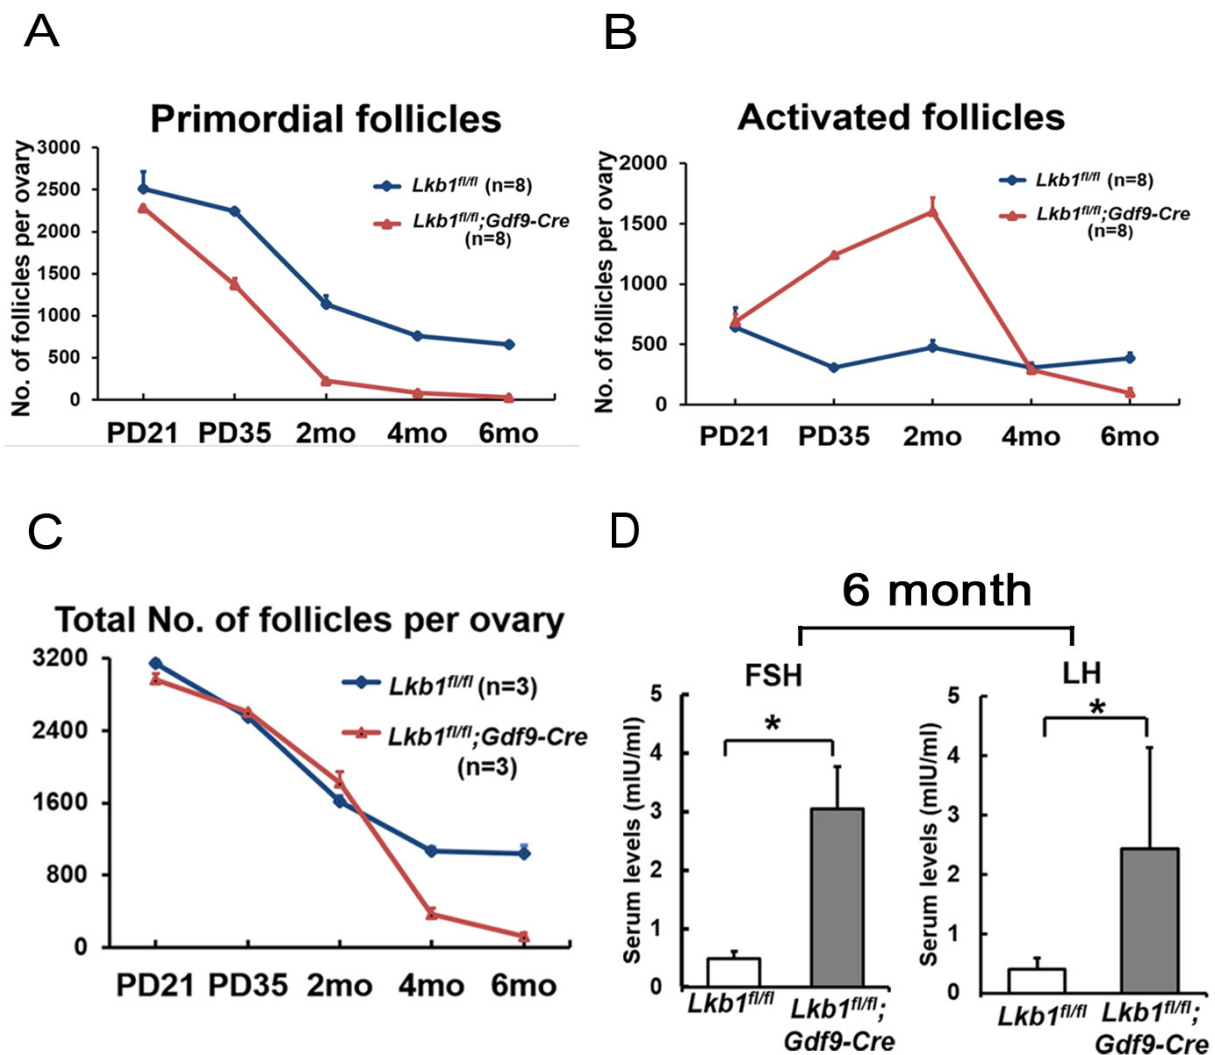 A
Primordial follicles
No. of follicles per ovary
3000
2500
2000
1500
1000
500
0
Lkb1fl/fl (n=8)
Lkb1fl/fl;Gdf9-Cre
(n=8)
PD21 PD35 2mo 4mo 6mo
B
Activated follicles
No. of follicles per ovary
2000
1500
1000
500
0
Lkb1fl/fl (n=8)
Lkb1fl/fl;Gdf9-Cre
(n=8)
PD21 PD35 2mo 4mo 6mo
C
Total No. of follicles per ovary
3200
2400
1600
800
0
Lkb1fl/fl (n=3)
Lkb1fl/fl;Gdf9-Cre
(n=3)
PD21 PD35 2mo 4mo 6mo
D
6 month
FSH
Serum levels (mIU/ml)
5
4
3
2
1
0
*
Lkb1fl/fl
Lkb1fl/fl;
Gdf9-Cre
LH
Serum levels (mIU/ml)
5
4
3
2
1
0
*
Lkb1fl/fl
Lkb1fl/fl;
Gdf9-Cre